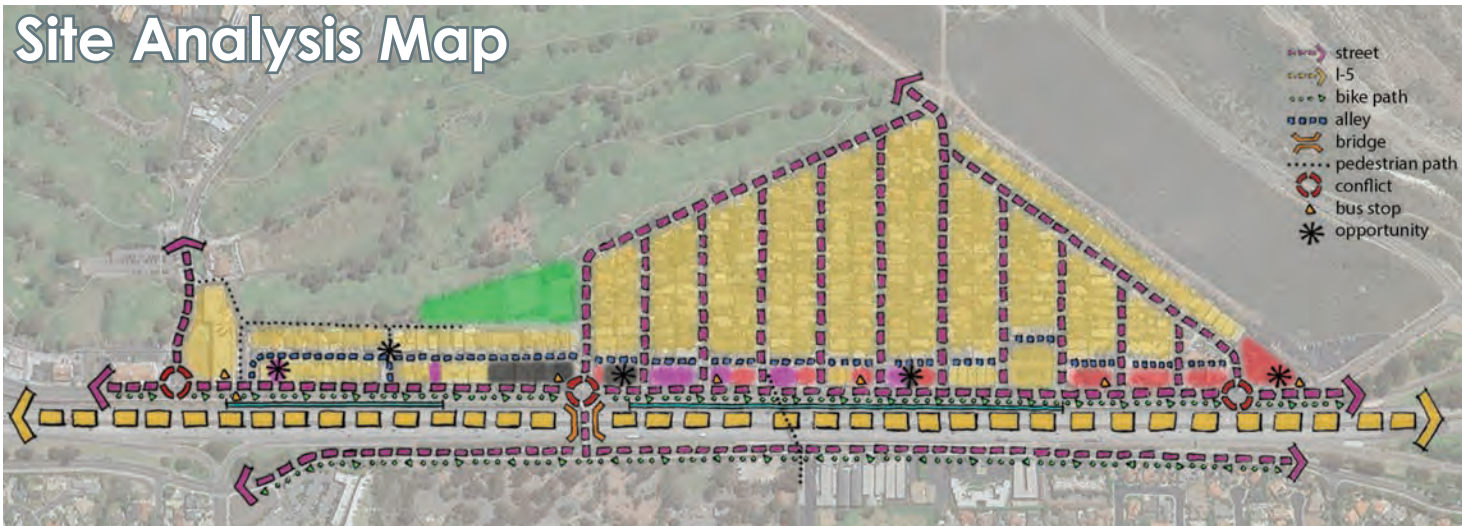 Site Analysis Map
street
I-5
bike path
alley
bridge
pedestrian path
conflict
bus stop
opportunity